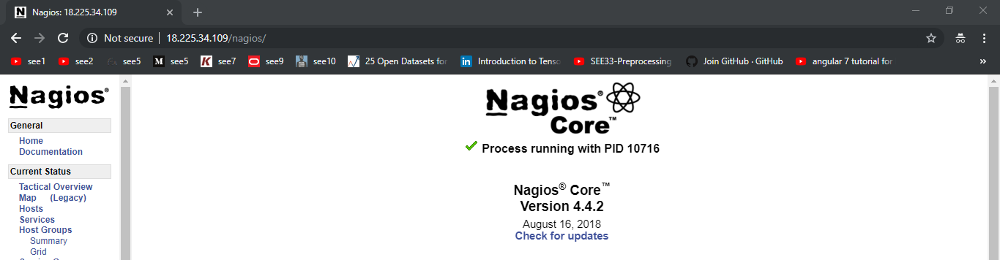 Nagios: 18.225.34.109
Not secure | 18.225.34.109/nagios/
see1 see2 see5 see5 see7 see9 see10 25 Open Datasets for Introduction to Tenso SEE33-Preprocessing Join GitHub · GitHub angular 7 tutorial for »
Nagios®
General
Home
Documentation
Current Status
Tactical Overview
Map (Legacy)
Hosts
Services
Host Groups
Summary
Grid
Nagios®
Core™
Process running with PID 10716
Nagios® Core™
Version 4.4.2
August 16, 2018
Check for updates